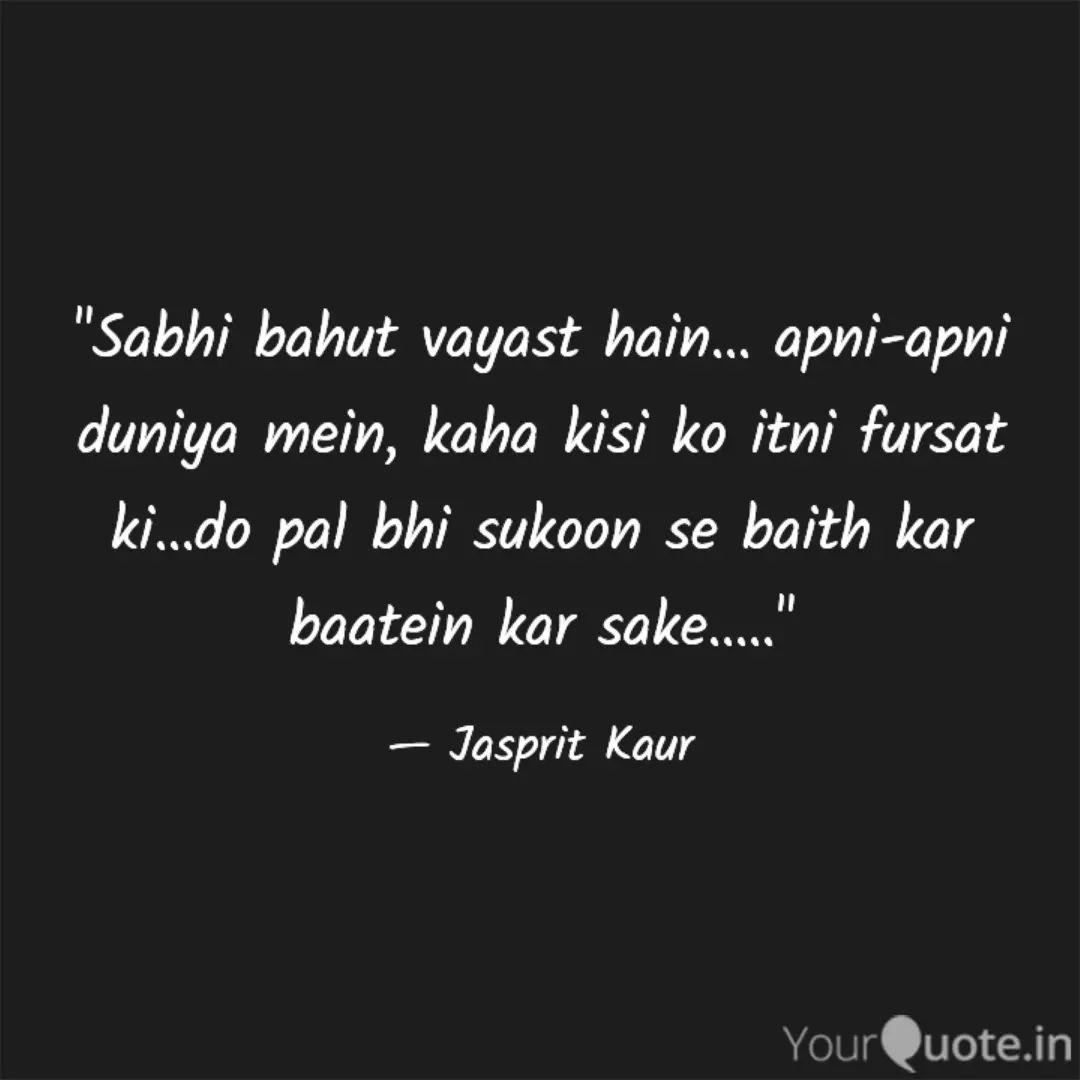 "Sabhi bahut vayast hain... apni-apni
duniya mein, kaha kisi ko itni fursat
ki...do pal bhi sukoon se baith kar
baatein kar sake....."
— Jasprit Kaur
YourQuote.in